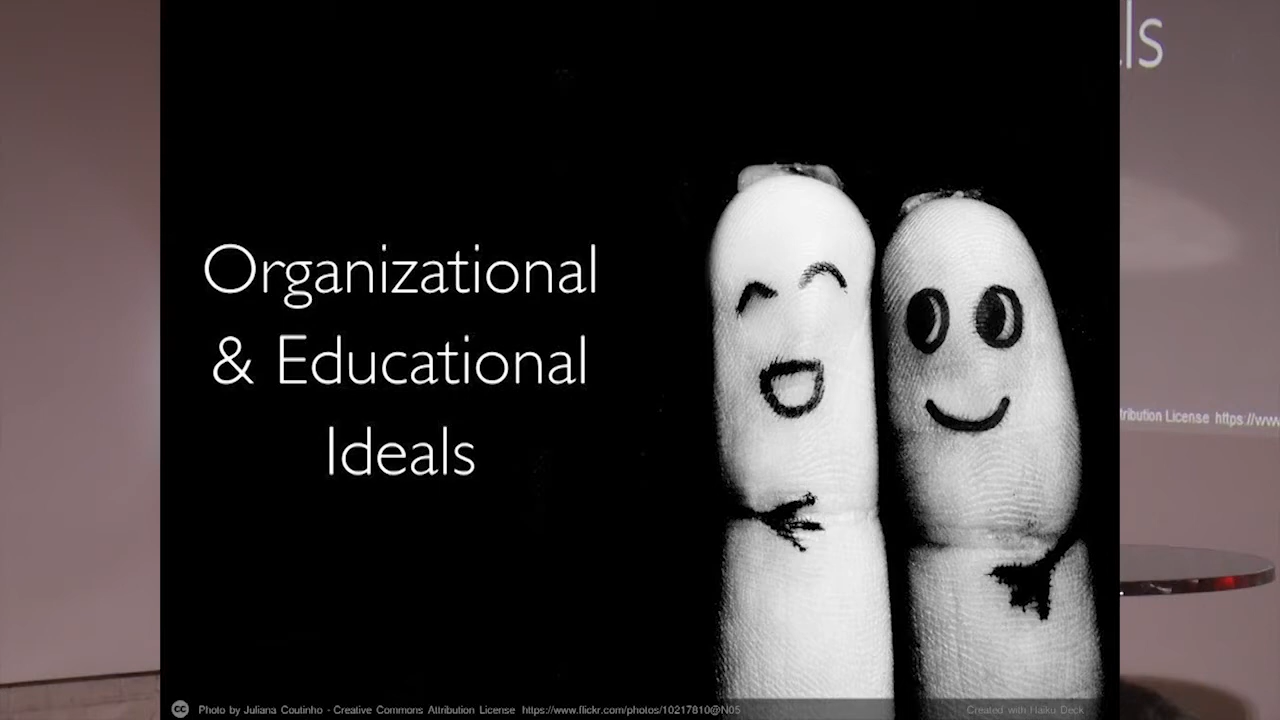 Organizational
& Educational
Ideals
ls
tribution License https://www
cc Photo by Juliana Coutinho - Creative Commons Attribution License https://www.flickr.com/photos/10217810@N05
Created with Haiku Deck